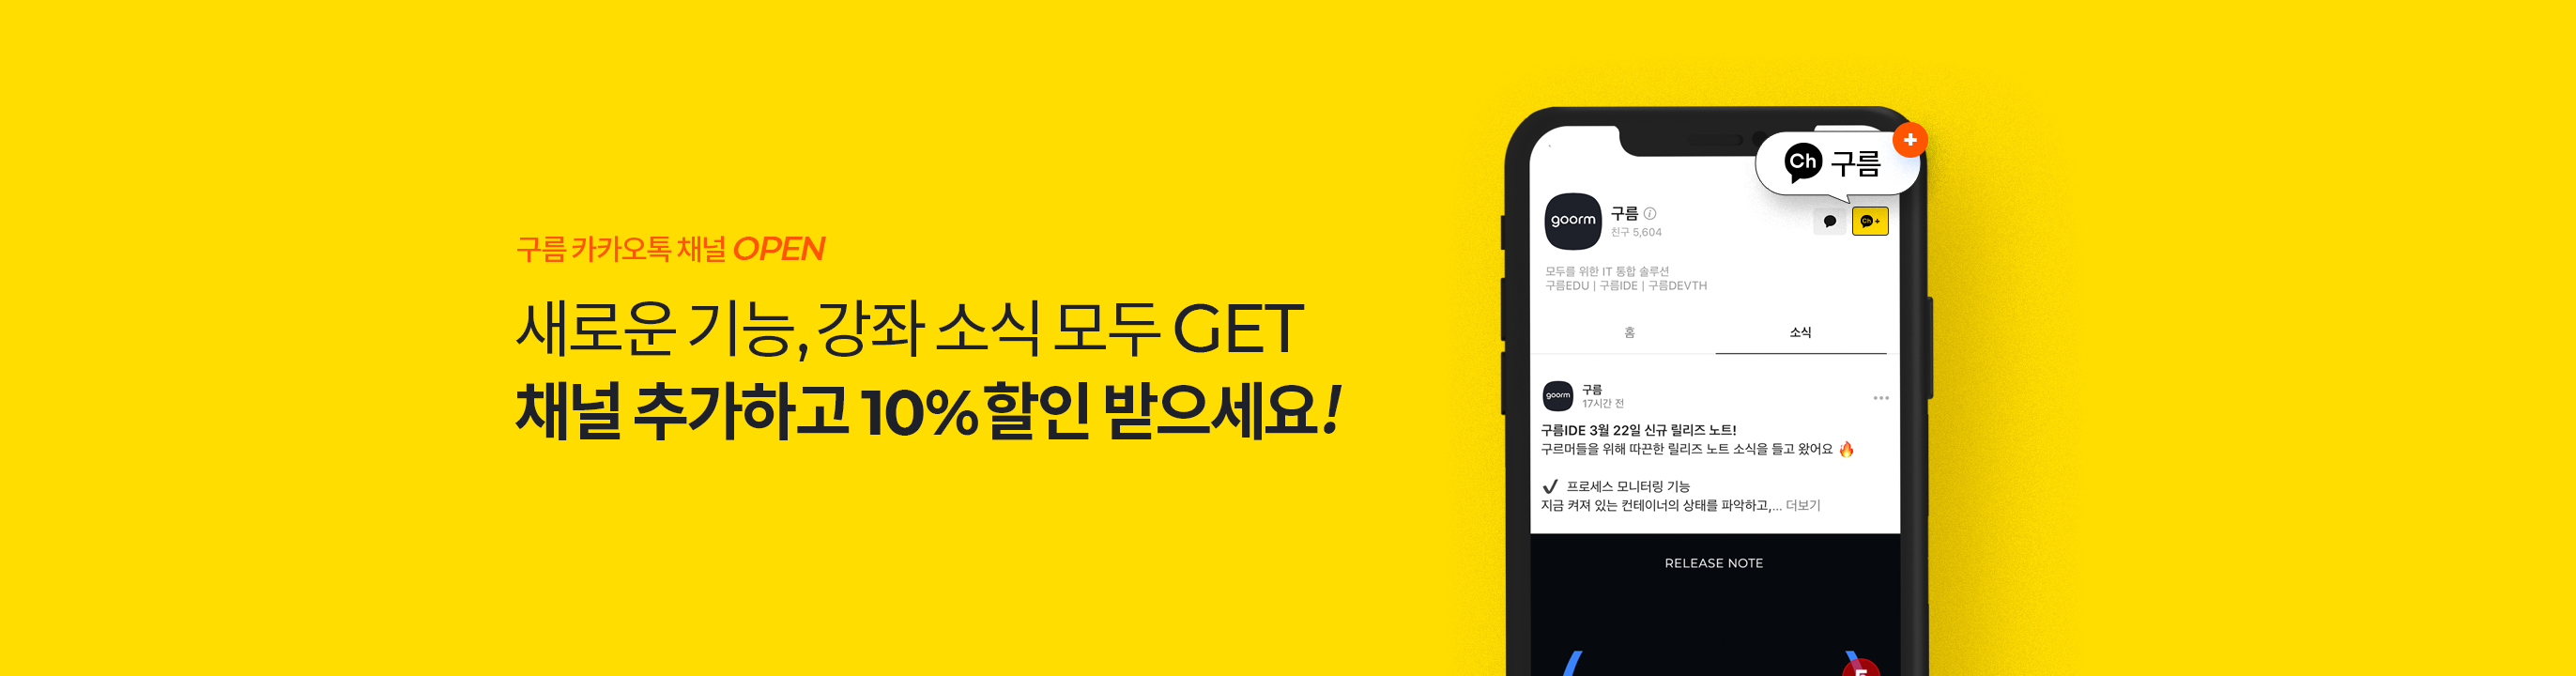 구름 카카오톡 채널 OPEN
새로운 기능, 강좌 소식 모두 GET
채널 추가하고 10% 할인 받으세요!
Ch 구름
+
goorm
구름
친구 5,604
Ch+
모두를 위한 IT 통합 솔루션
구름EDU | 구름IDE | 구름DEVTH
홈 소식
goorm
구름
17시간 전
구름IDE 3월 22일 신규 릴리즈 노트!
구르머들을 위해 따끈한 릴리즈 노트 소식을 들고 왔어요 🔥
✔ 프로세스 모니터링 기능
지금 켜져 있는 컨테이너의 상태를 파악하고,... 더보기
RELEASE NOTE